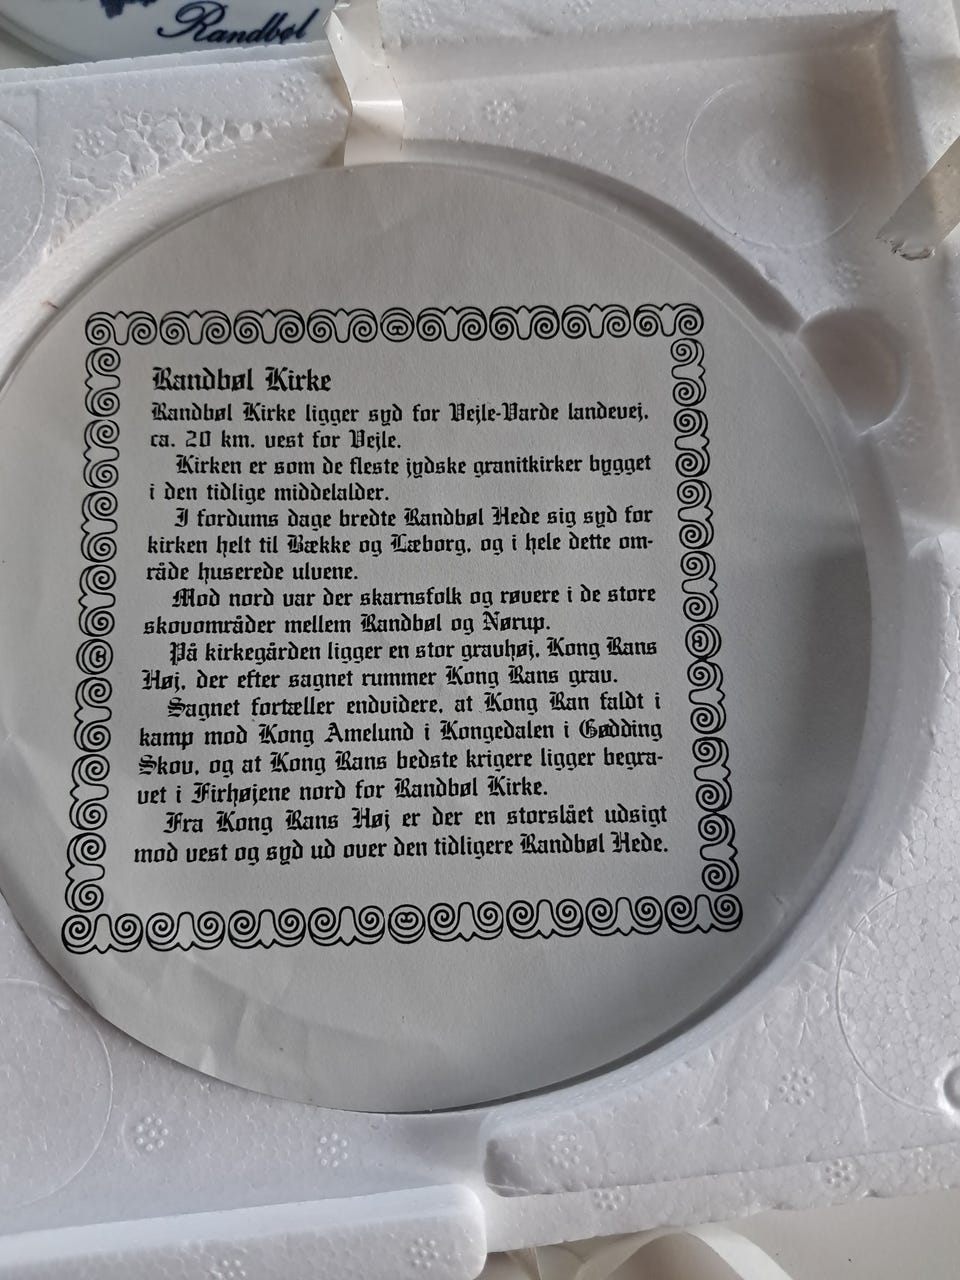 Randbøl
Randbøl Kirke
Randbøl Kirke ligger syd for Vejle-Varde landevej,
ca. 20 km. vest for Vejle.
Kirken er som de fleste jydske granitkirker bygget
i den tidlige middelalder.
I fordums dage bredte Randbøl Hede sig syd for
kirken helt til Bække og Læborg, og i hele dette om-
råde huserede ulvene.
Mod nord var der skarnsfolk og røvere i de store
skovområder mellem Randbøl og Nørup.
På kirkegården ligger en stor gravhøj, Kong Rans
Høj, der efter sagnet rummer Kong Rans grav.
Sagnet fortæller endvidere, at Kong Ran faldt i
kamp mod Kong Amelund i Kongedalen i Gødding
Skov, og at Kong Rans bedste krigere ligger begra-
vet i Firhøjene nord for Randbøl Kirke.
Fra Kong Rans Høj er der en storslået udsigt
mod vest og syd ud over den tidligere Randbøl Hede.